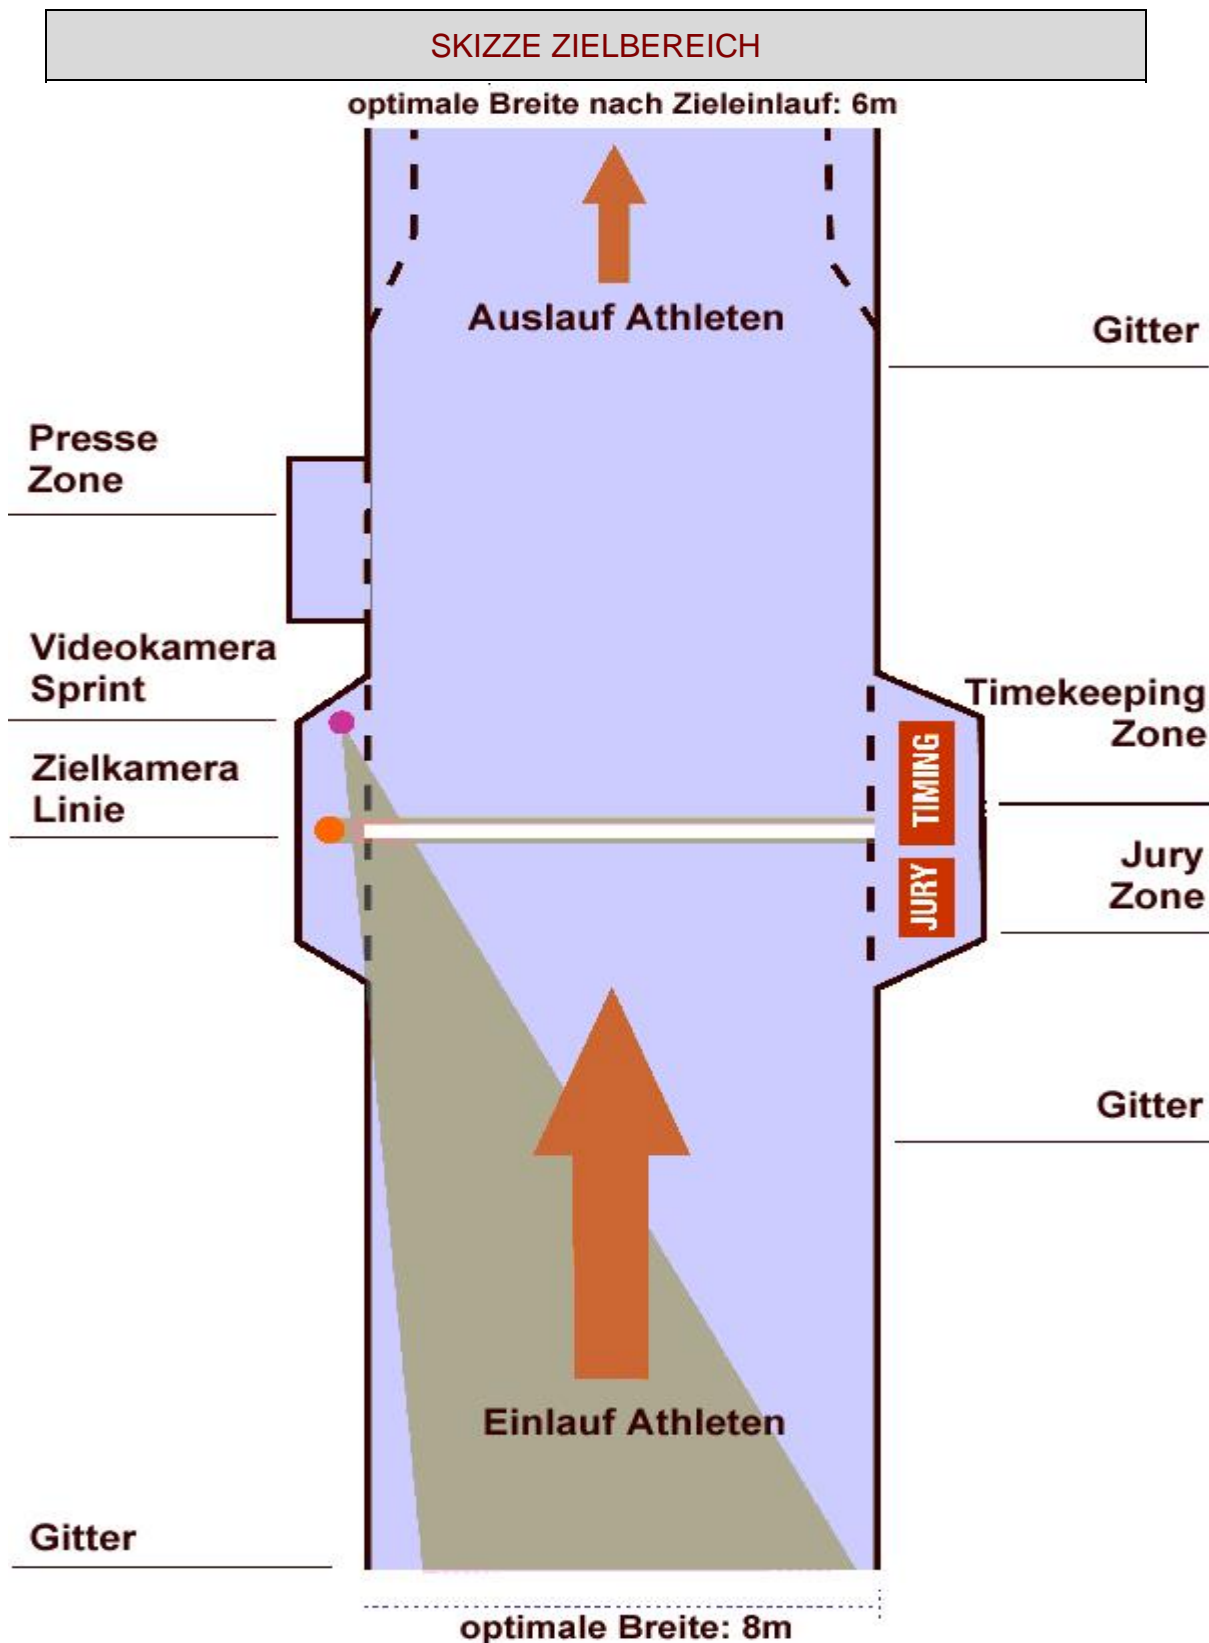 SKIZZE ZIELBEREICH
optimale Breite nach Zieleinlauf: 6m
Auslauf Athleten
Gitter
Presse
Zone
Videokamera
Sprint
Timekeeping
Zone
TIMING
Zielkamera
Linie
Jury
Zone
JURY
Gitter
Einlauf Athleten
Gitter
optimale Breite: 8m